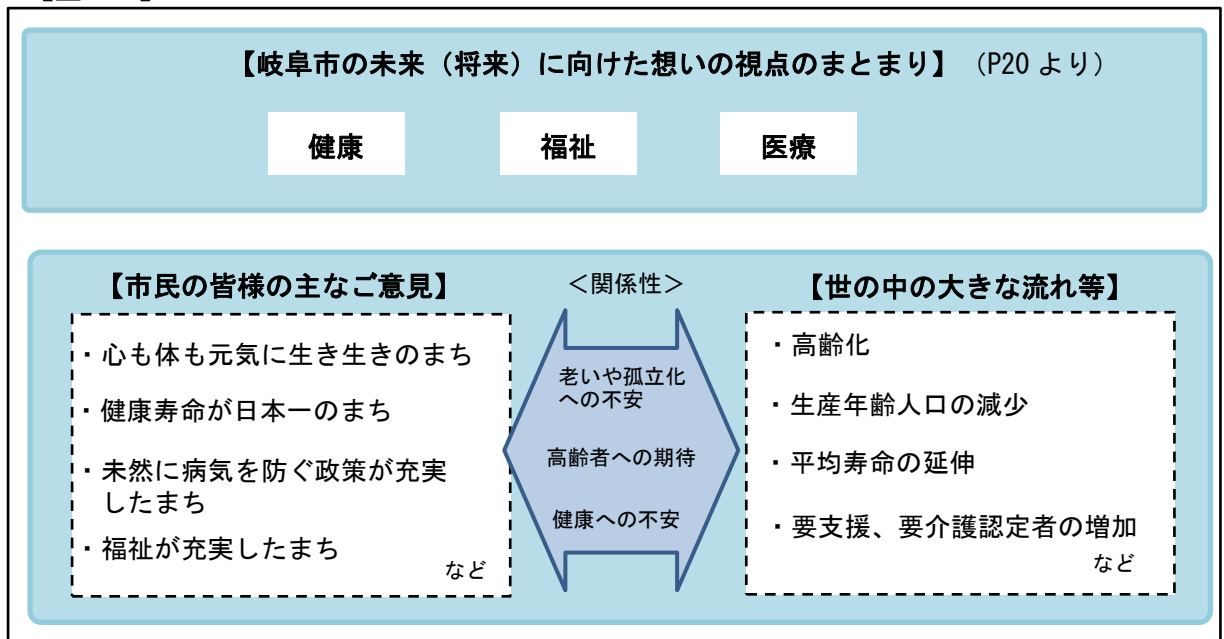 【岐阜市の未来（将来）に向けた想いの視点のまとまり】（P20 より）
健康
福祉
医療
【市民の皆様の主なご意見】
・心も体も元気に生き生きのまち
・健康寿命が日本一のまち
・未然に病気を防ぐ政策が充実
したまち
・福祉が充実したまち
など
＜関係性＞
老いや孤立化
への不安
高齢者への期待
健康への不安
【世の中の大きな流れ等】
・高齢化
・生産年齢人口の減少
・平均寿命の延伸
・要支援、要介護認定者の増加
など